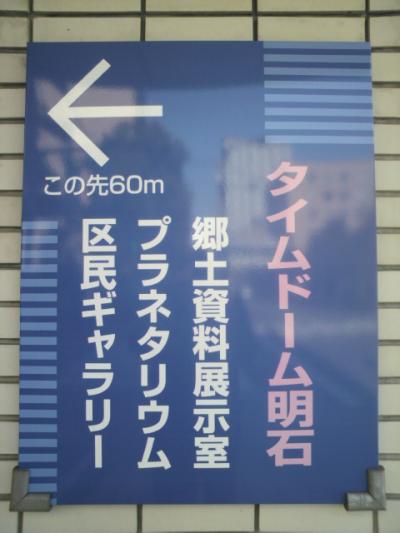 この先60m
タイムドーム明石
郷土資料展示室
プラネタリウム
区民ギャラリー